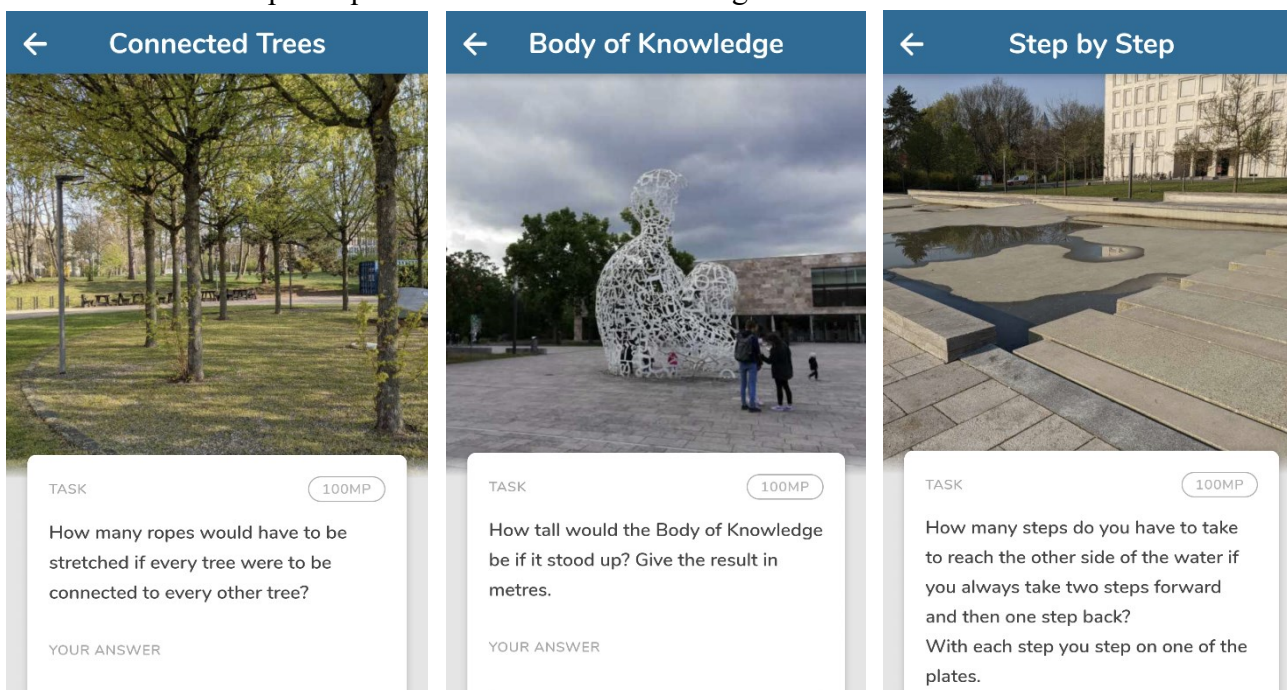 Connected Trees
TASK
100MP
How many ropes would have to be
stretched if every tree were to be
connected to every other tree?
YOUR ANSWER
Body of Knowledge
TASK
100MP
How tall would the Body of Knowledge
be if it stood up? Give the result in
metres.
YOUR ANSWER
Step by Step
TASK
100MP
How many steps do you have to take
to reach the other side of the water if
you always take two steps forward
and then one step back?
With each step you step on one of the
plates.